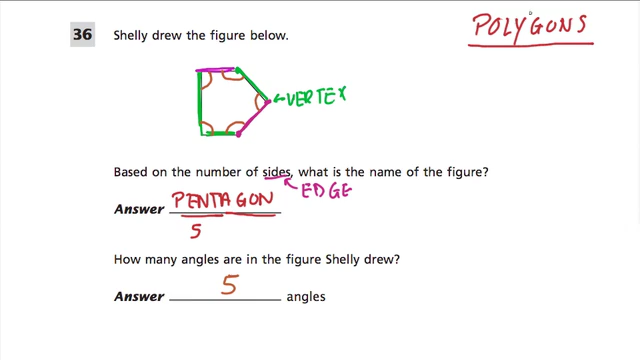 POLYGONS
36 Shelly drew the figure below.
←VERTEX
Based on the number of sides, what is the name of the figure?
EDGE
Answer PENTAGON
5
How many angles are in the figure Shelly drew?
Answer 5 angles